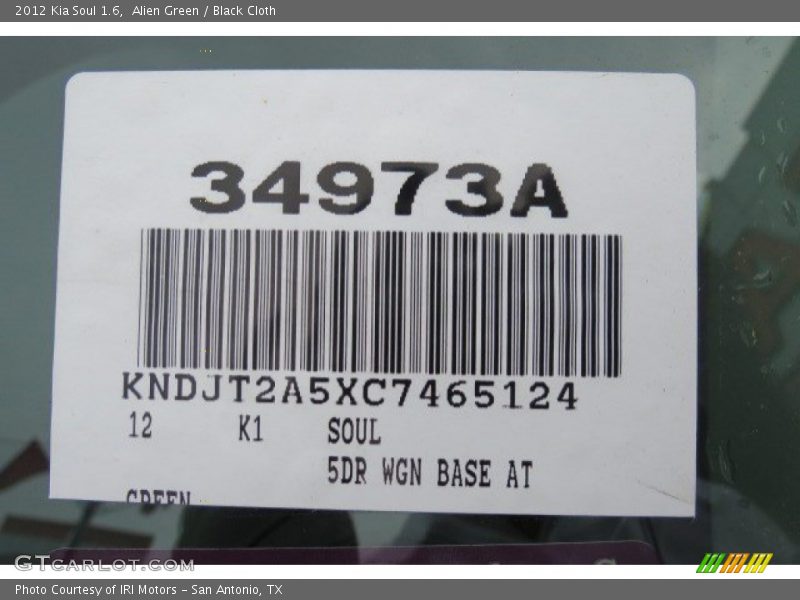 2012 Kia Soul 1.6,  Alien Green / Black Cloth
34973A
KNDJT2A5XC7465124
12 K1 SOUL
5DR WGN BASE AT
GREEN
GTCARLOT.COM
Photo Courtesy of IRI Motors – San Antonio, TX